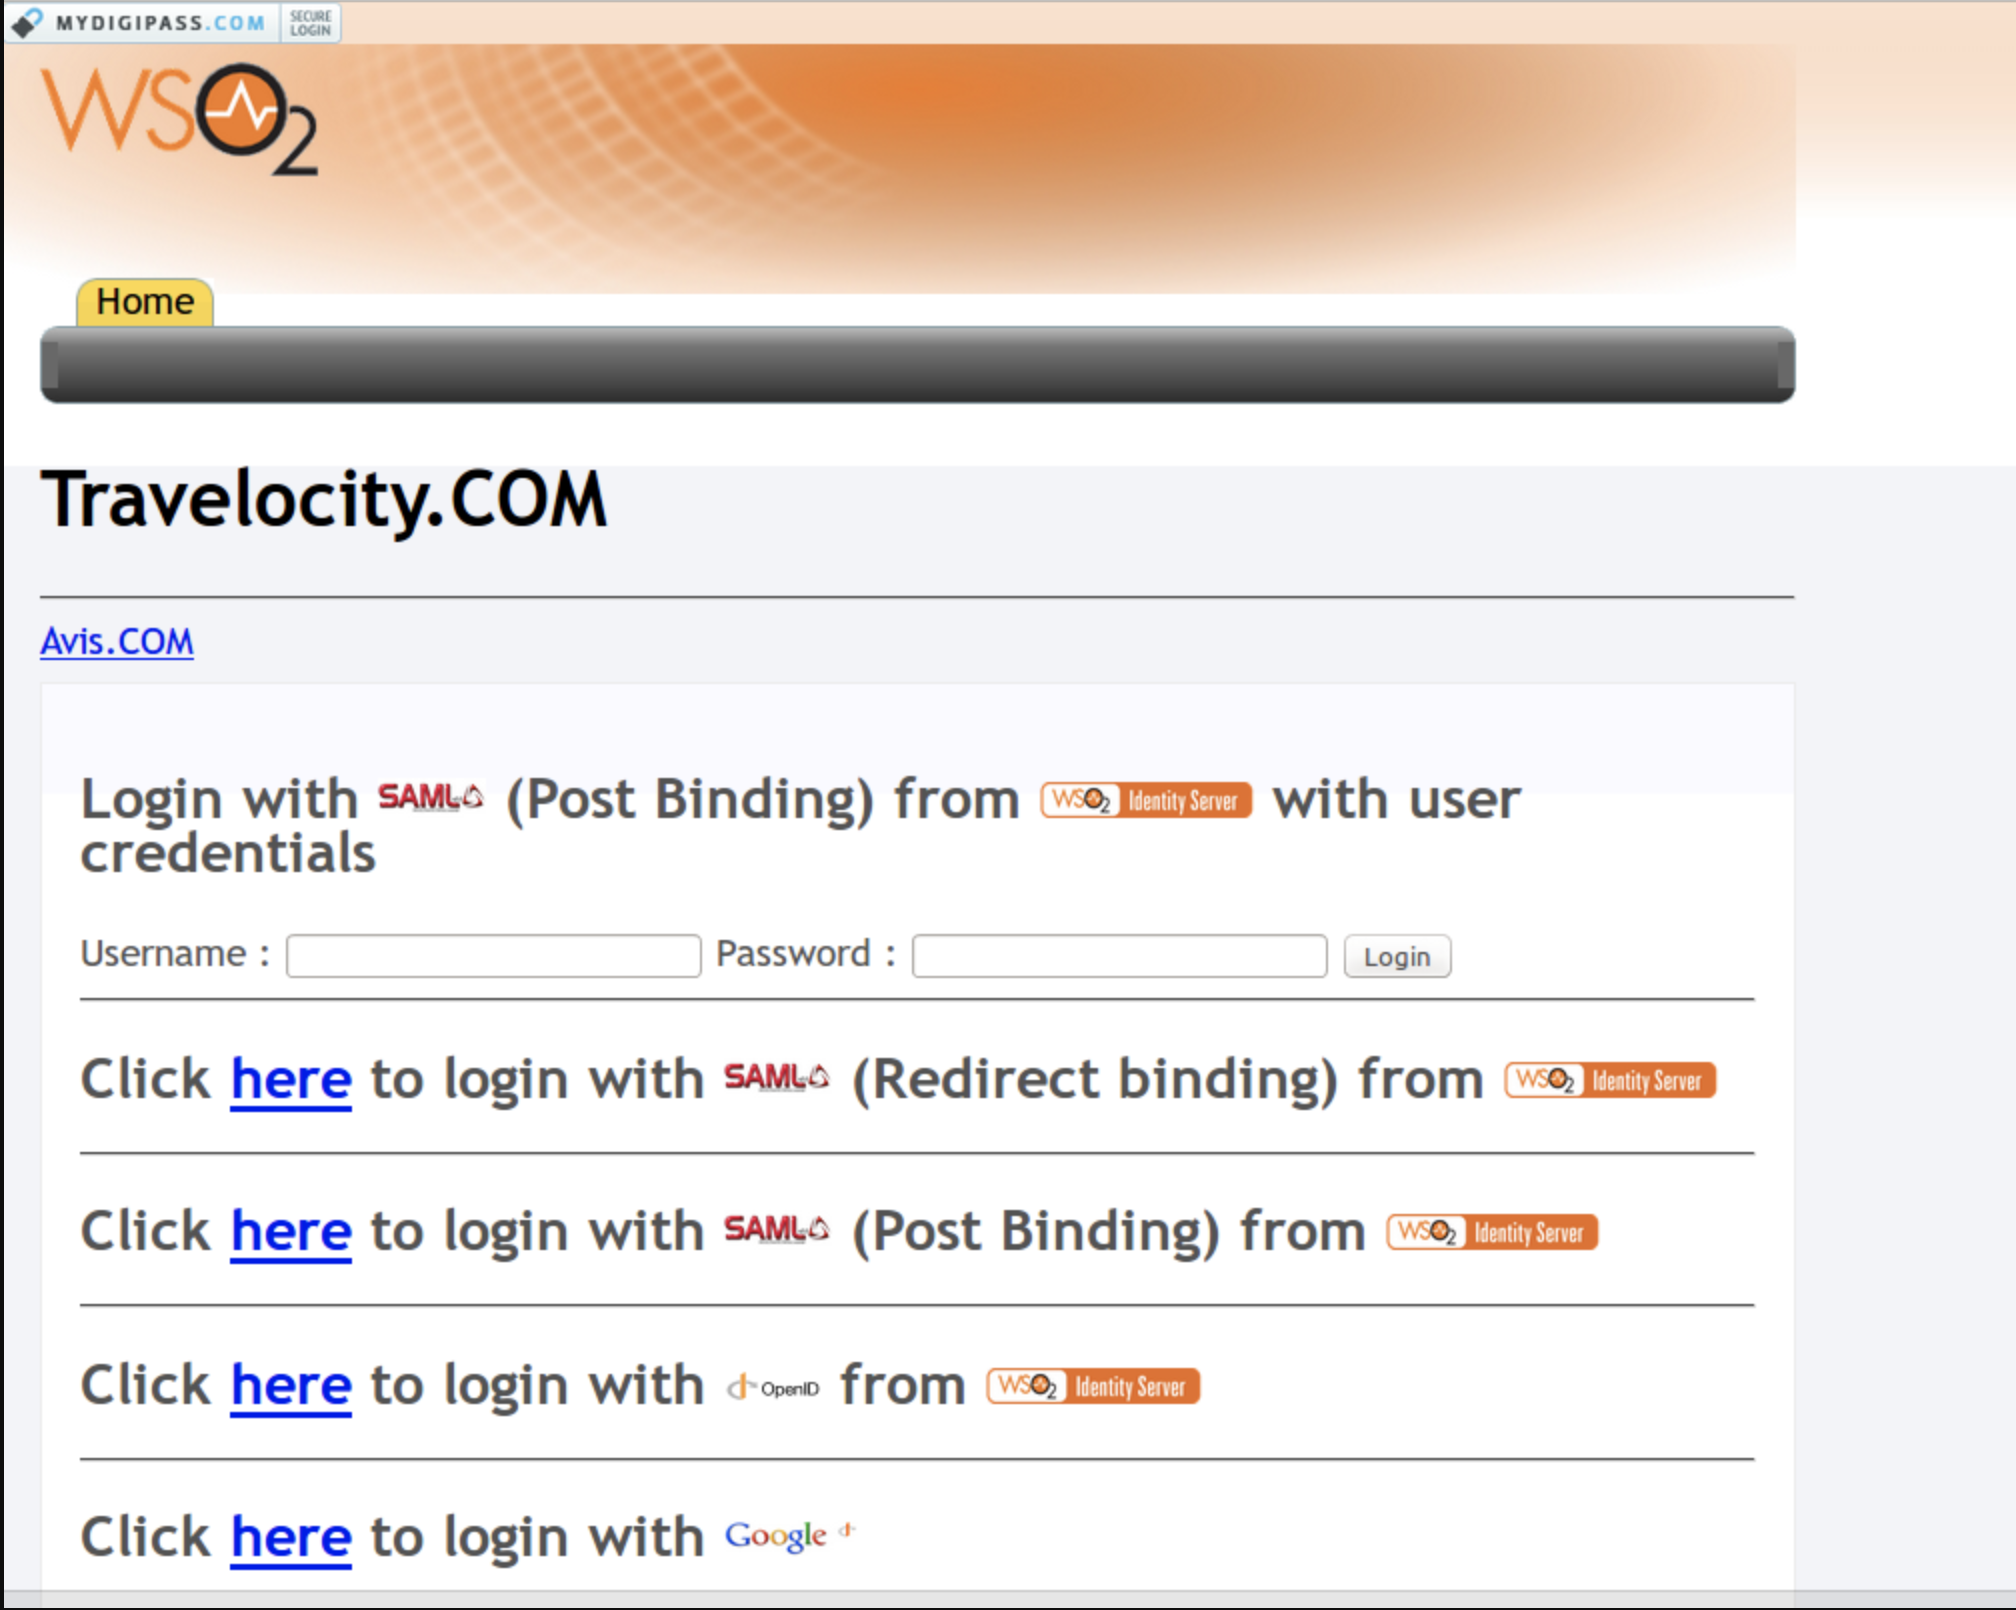 MYDIGIPASS.COM SECURE LOGIN
WSO2
Home
Travelocity.COM
Avis.COM
Login with SAML (Post Binding) from WSO2 Identity Server with user
credentials
Username : Password : Login
Click here to login with SAML (Redirect binding) from WSO2 Identity Server
Click here to login with SAML (Post Binding) from WSO2 Identity Server
Click here to login with OpenID from WSO2 Identity Server
Click here to login with Google